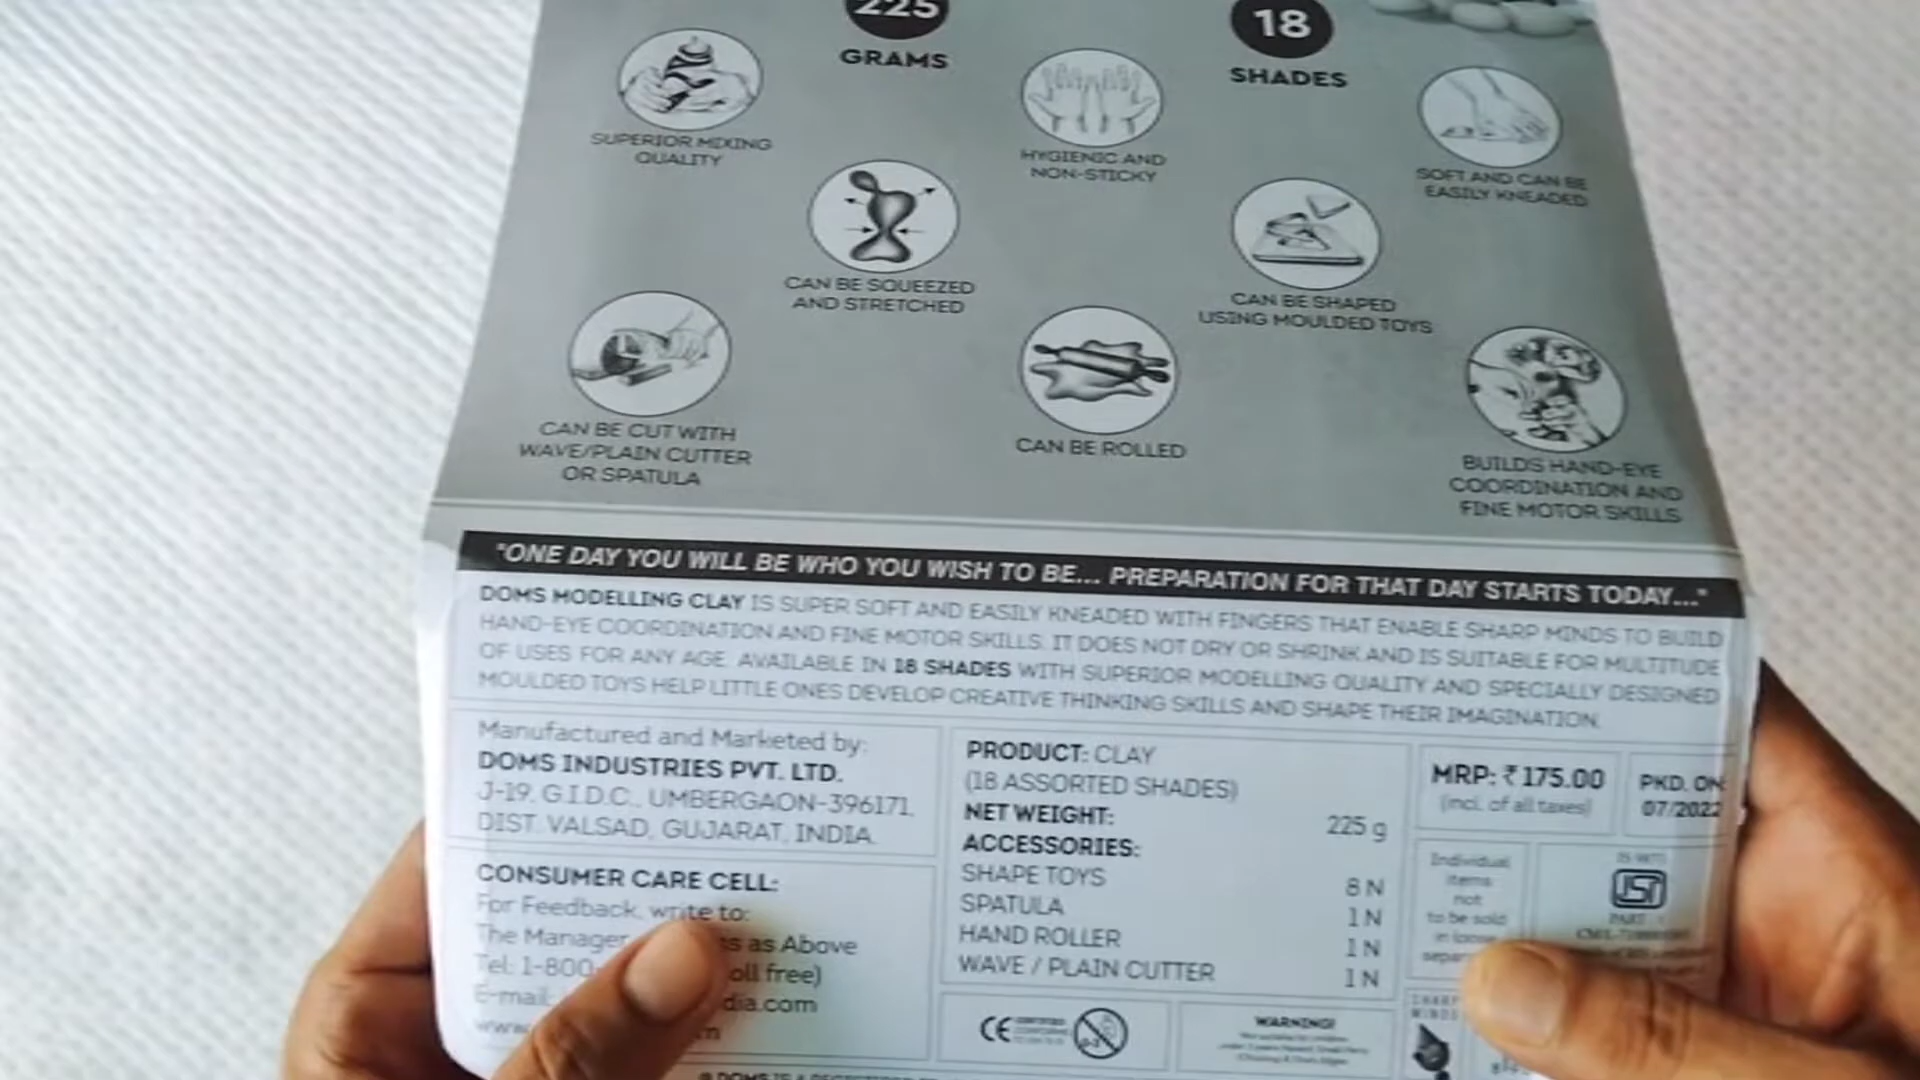 225
GRAMS
18
SHADES
SUPERIOR MIXING
QUALITY
HYGIENIC AND
NON-STICKY
SOFT AND CAN BE
EASILY KNEADED
CAN BE SQUEEZED
AND STRETCHED
CAN BE SHAPED
USING MOULDED TOYS
CAN BE CUT WITH
WAVE/PLAIN CUTTER
OR SPATULA
CAN BE ROLLED
BUILDS HAND-EYE
COORDINATION AND
FINE MOTOR SKILLS
"ONE DAY YOU WILL BE WHO YOU WISH TO BE... PREPARATION FOR THAT DAY STARTS TODAY..."
DOMS MODELLING CLAY IS SUPER SOFT AND EASILY KNEADED WITH FINGERS THAT ENABLE SHARP MINDS TO BUILD
HAND-EYE COORDINATION AND FINE MOTOR SKILLS. IT DOES NOT DRY OR SHRINK AND IS SUITABLE FOR MULTITUDE
OF USES FOR ANY AGE. AVAILABLE IN 18 SHADES WITH SUPERIOR MODELLING QUALITY AND SPECIALLY DESIGNED
MOULDED TOYS HELP LITTLE ONES DEVELOP CREATIVE THINKING SKILLS AND SHAPE THEIR IMAGINATION.
Manufactured and Marketed by:
DOMS INDUSTRIES PVT. LTD.
J-19, G.I.D.C., UMBERGAON-396171,
DIST. VALSAD, GUJARAT, INDIA.
CONSUMER CARE CELL:
For Feedback, write to:
The Manager as Above
Tel: 1-800- free)
E-mail: .com
PRODUCT: CLAY
(18 ASSORTED SHADES)
NET WEIGHT: 225 g
ACCESSORIES:
SHAPE TOYS 8 N
SPATULA 1 N
HAND ROLLER 1 N
WAVE / PLAIN CUTTER 1 N
CE CERTIFIED
0-3
WARNING!
MRP: ₹ 175.00
(incl. of all taxes)
PKD. ON
07/2022
Individual
items
not
to be sold
in loose
ISI